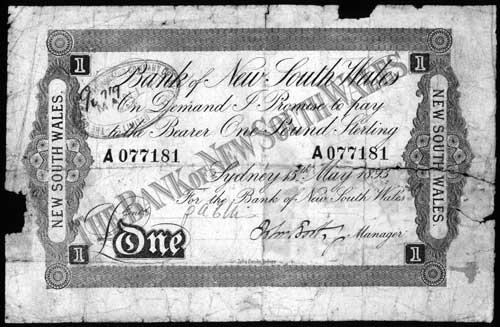 1 Bank of New South Wales 1
On Demand I Promise to pay
to the Bearer One Pound Sterling
A 077181 A 077181
Sydney 15th May 1893
For the Bank of New South Wales
£One
Manager
NEW SOUTH WALES.
NEW SOUTH WALES.
THE BANK OF NEW SOUTH WALES
1 1